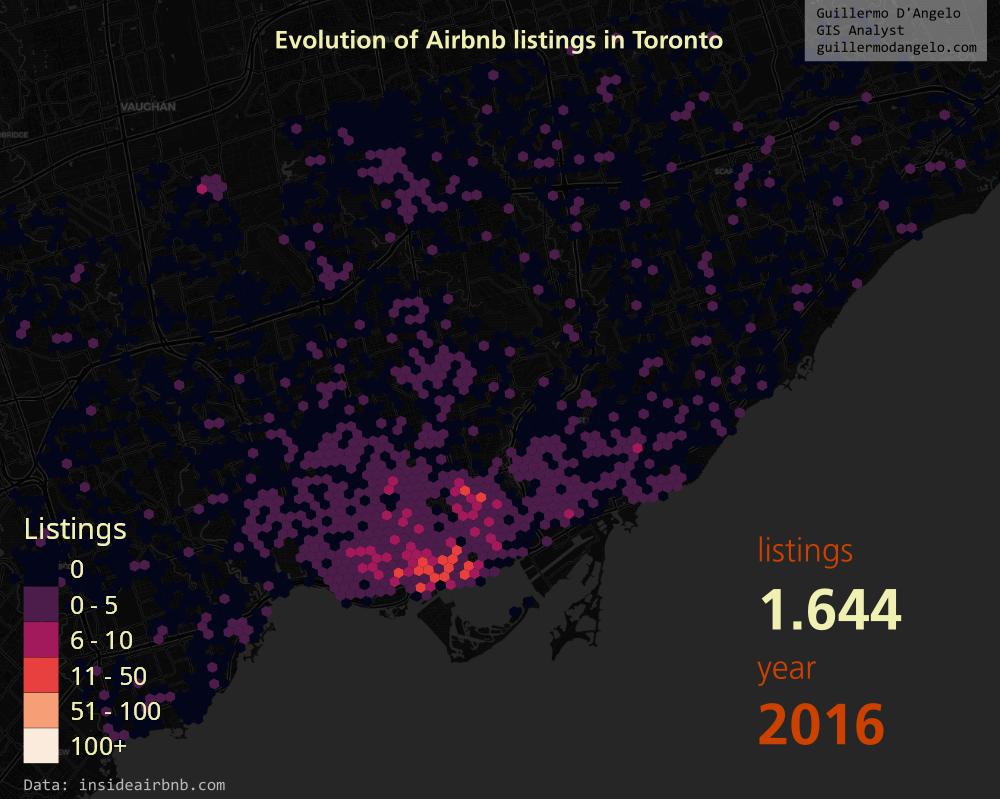 Evolution of Airbnb listings in Toronto
Guillermo D'Angelo
GIS Analyst
guillermodangelo.com
VAUGHAN
Listings
0
0 - 5
6 - 10
11 - 50
51 - 100
100+
listings
1.644
year
2016
Data: insideairbnb.com